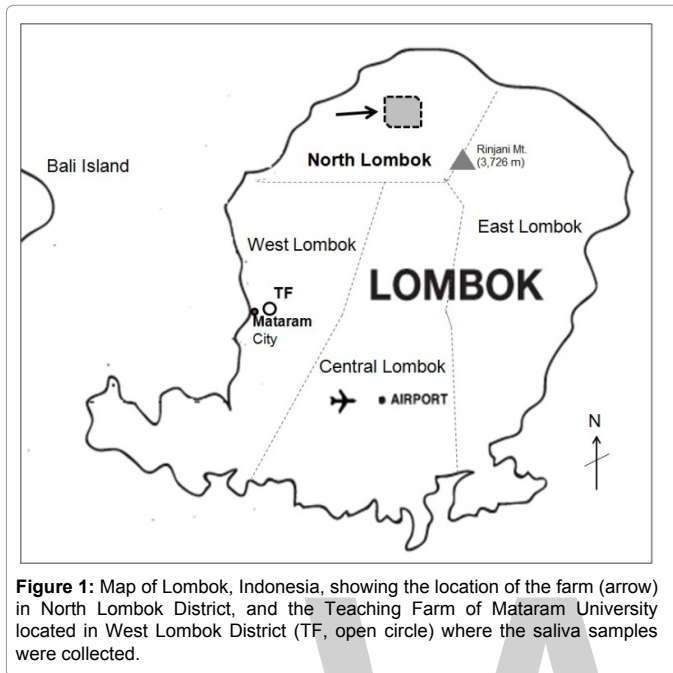 Bali Island
North Lombok
Rinjani Mt.
(3,726 m)
West Lombok
East Lombok
LOMBOK
TF
Mataram
City
Central Lombok
AIRPORT
N
Figure 1: Map of Lombok, Indonesia, showing the location of the farm (arrow)
in North Lombok District, and the Teaching Farm of Mataram University
located in West Lombok District (TF, open circle) where the saliva samples
were collected.